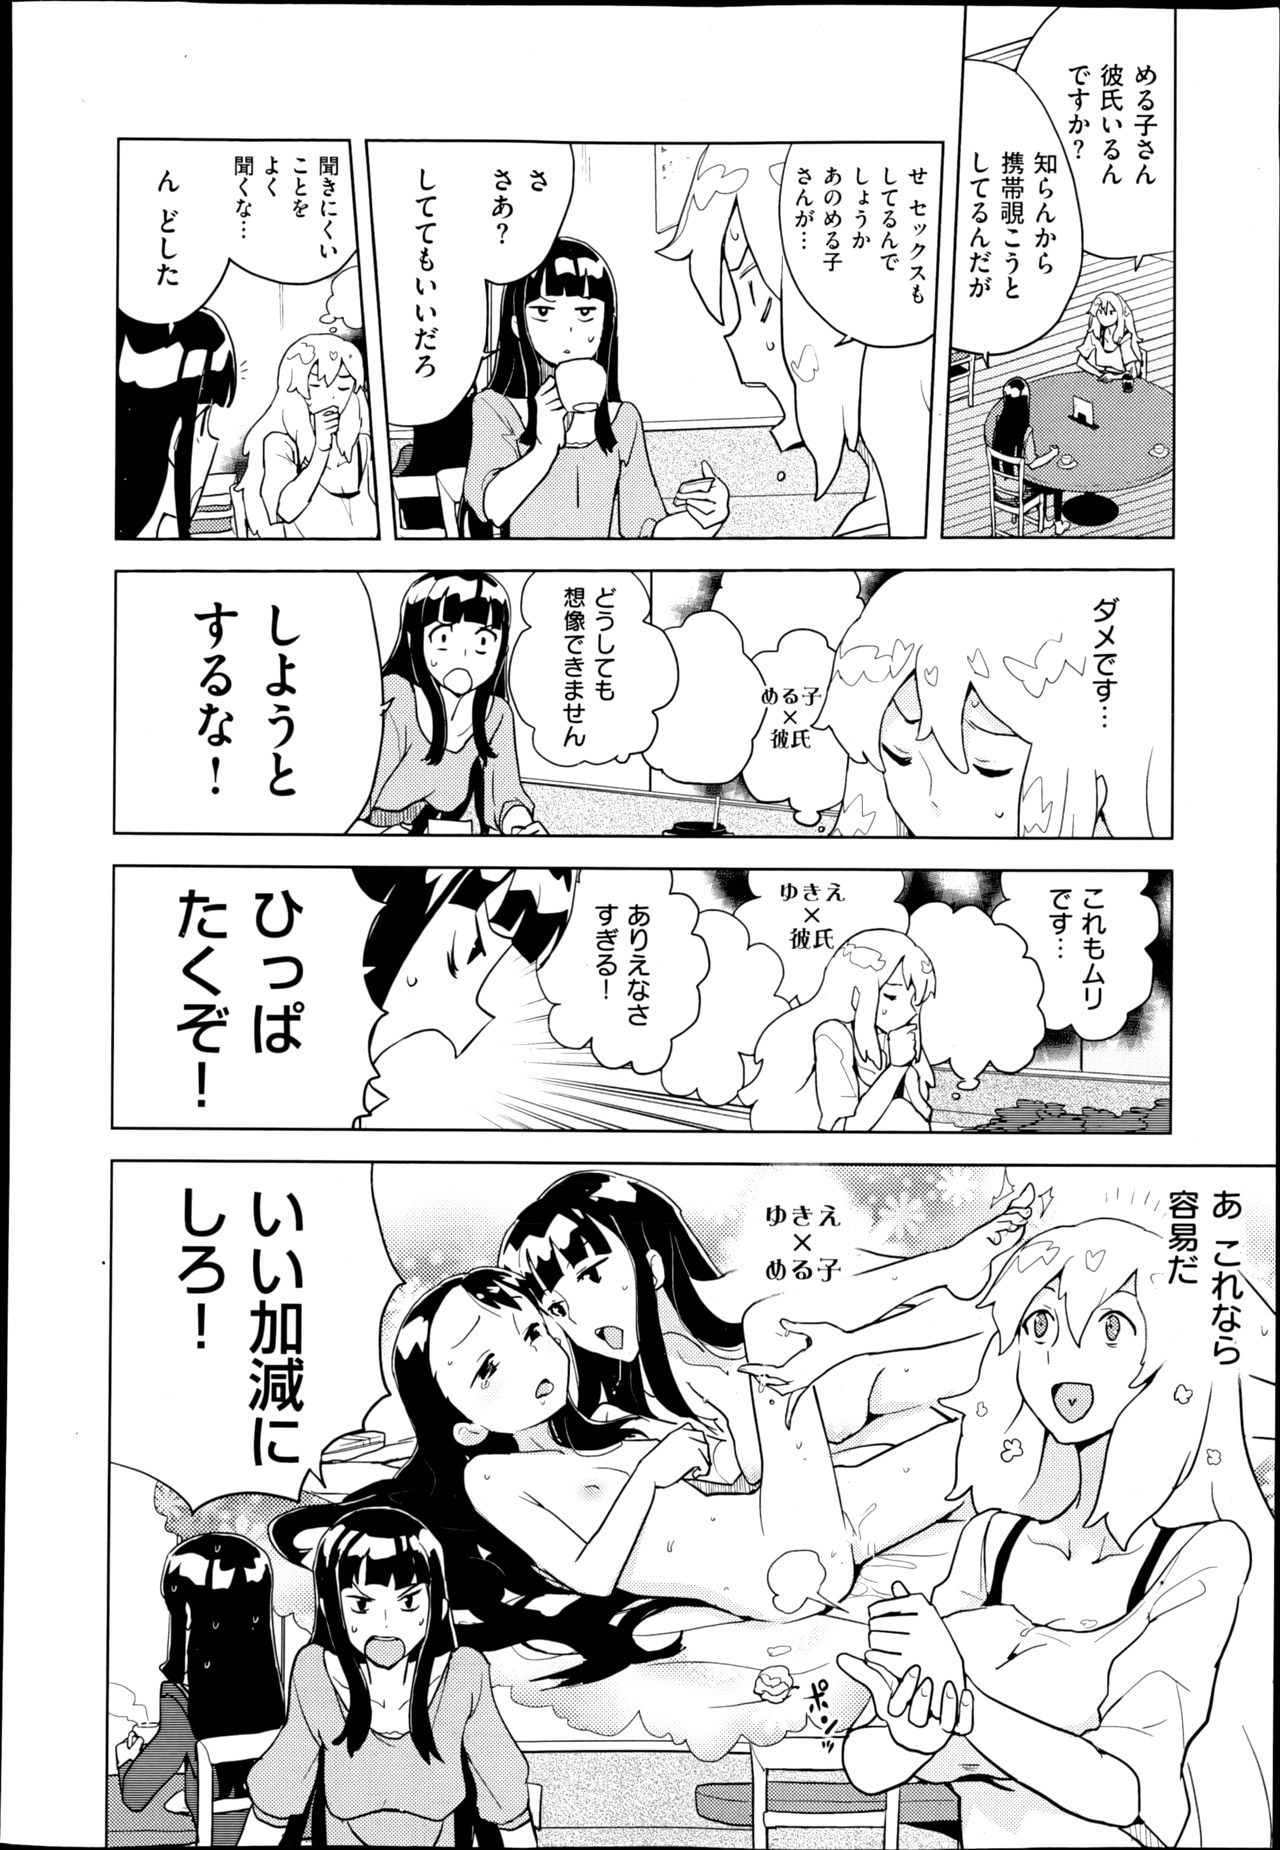 める子さん
彼氏いるん
ですか？
知らんから
携帯覗こうと
してるんだが
せ セックスも
してるんで
しょうか
あのめる子
さんが…
さ
さあ？
しててもいいだろ
聞きにくい
ことを
よく
聞くな…
ん どした
ダメです…
める子
×
彼氏
どうしても
想像できません
しようと
するな！
これもムリ
です…
ゆきえ
×
彼氏
ありえなさ
すぎる！
ひっぱ
たくぞ！
あ これなら
容易だ
ゆきえ
×
める子
ポンッ
いい加減に
しろ！